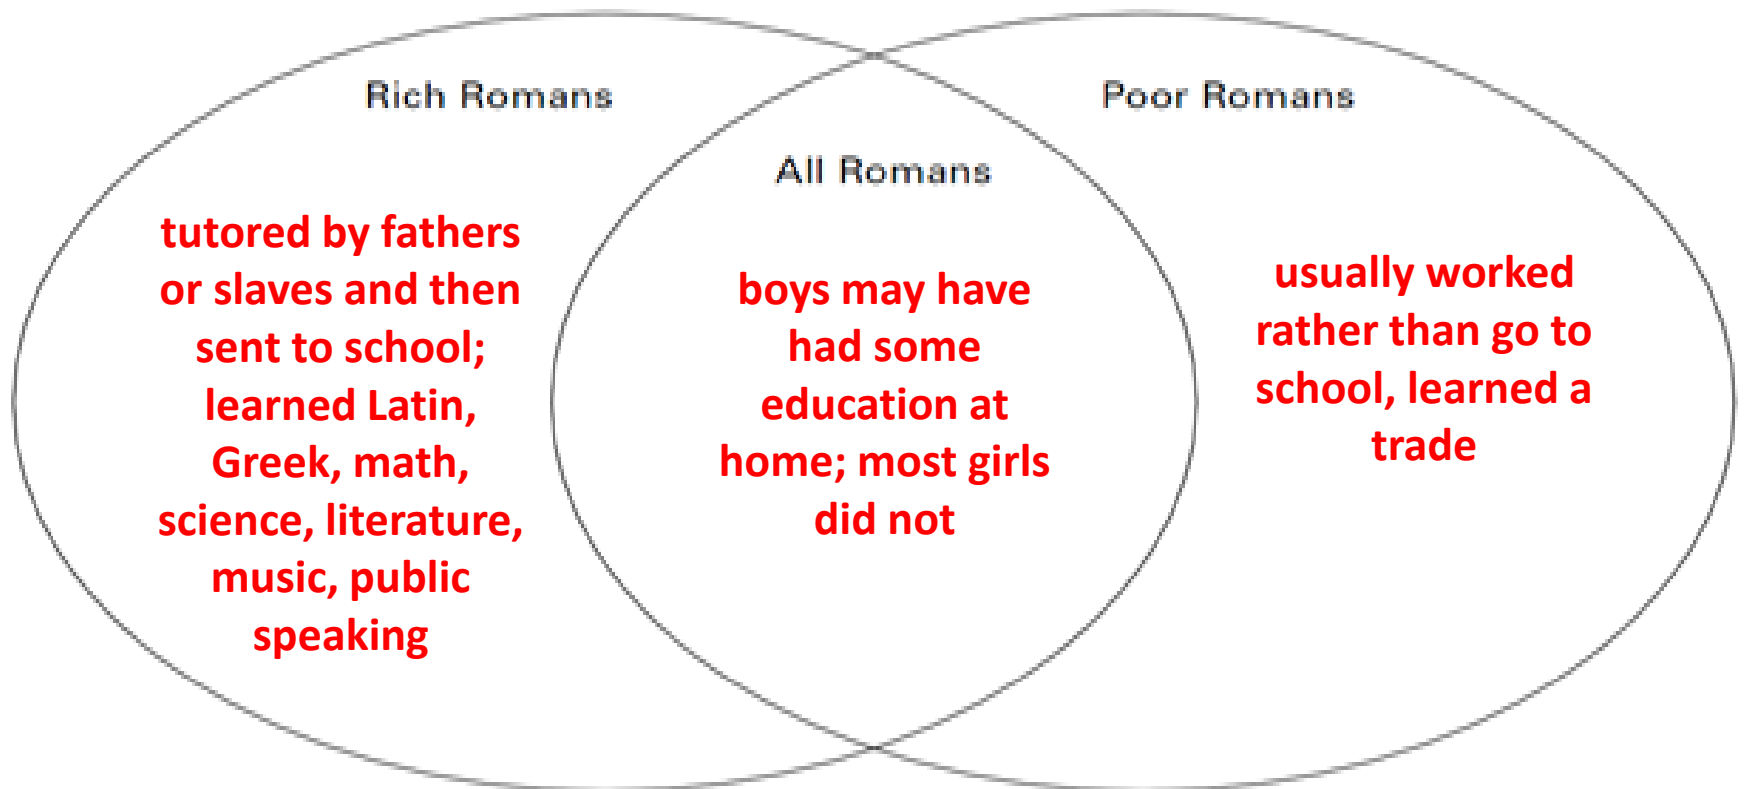 Rich Romans
tutored by fathers
or slaves and then
sent to school;
learned Latin,
Greek, math,
science, literature,
music, public
speaking
All Romans
boys may have
had some
education at
home; most girls
did not
Poor Romans
usually worked
rather than go to
school, learned a
trade